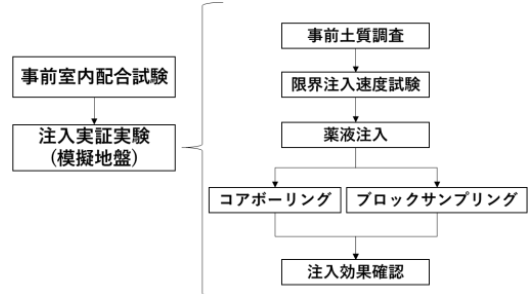 事前室内配合試験
注入実証実験
(模擬地盤)
事前土質調査
限界注入速度試験
薬液注入
コアボーリング
ブロックサンプリング
注入効果確認